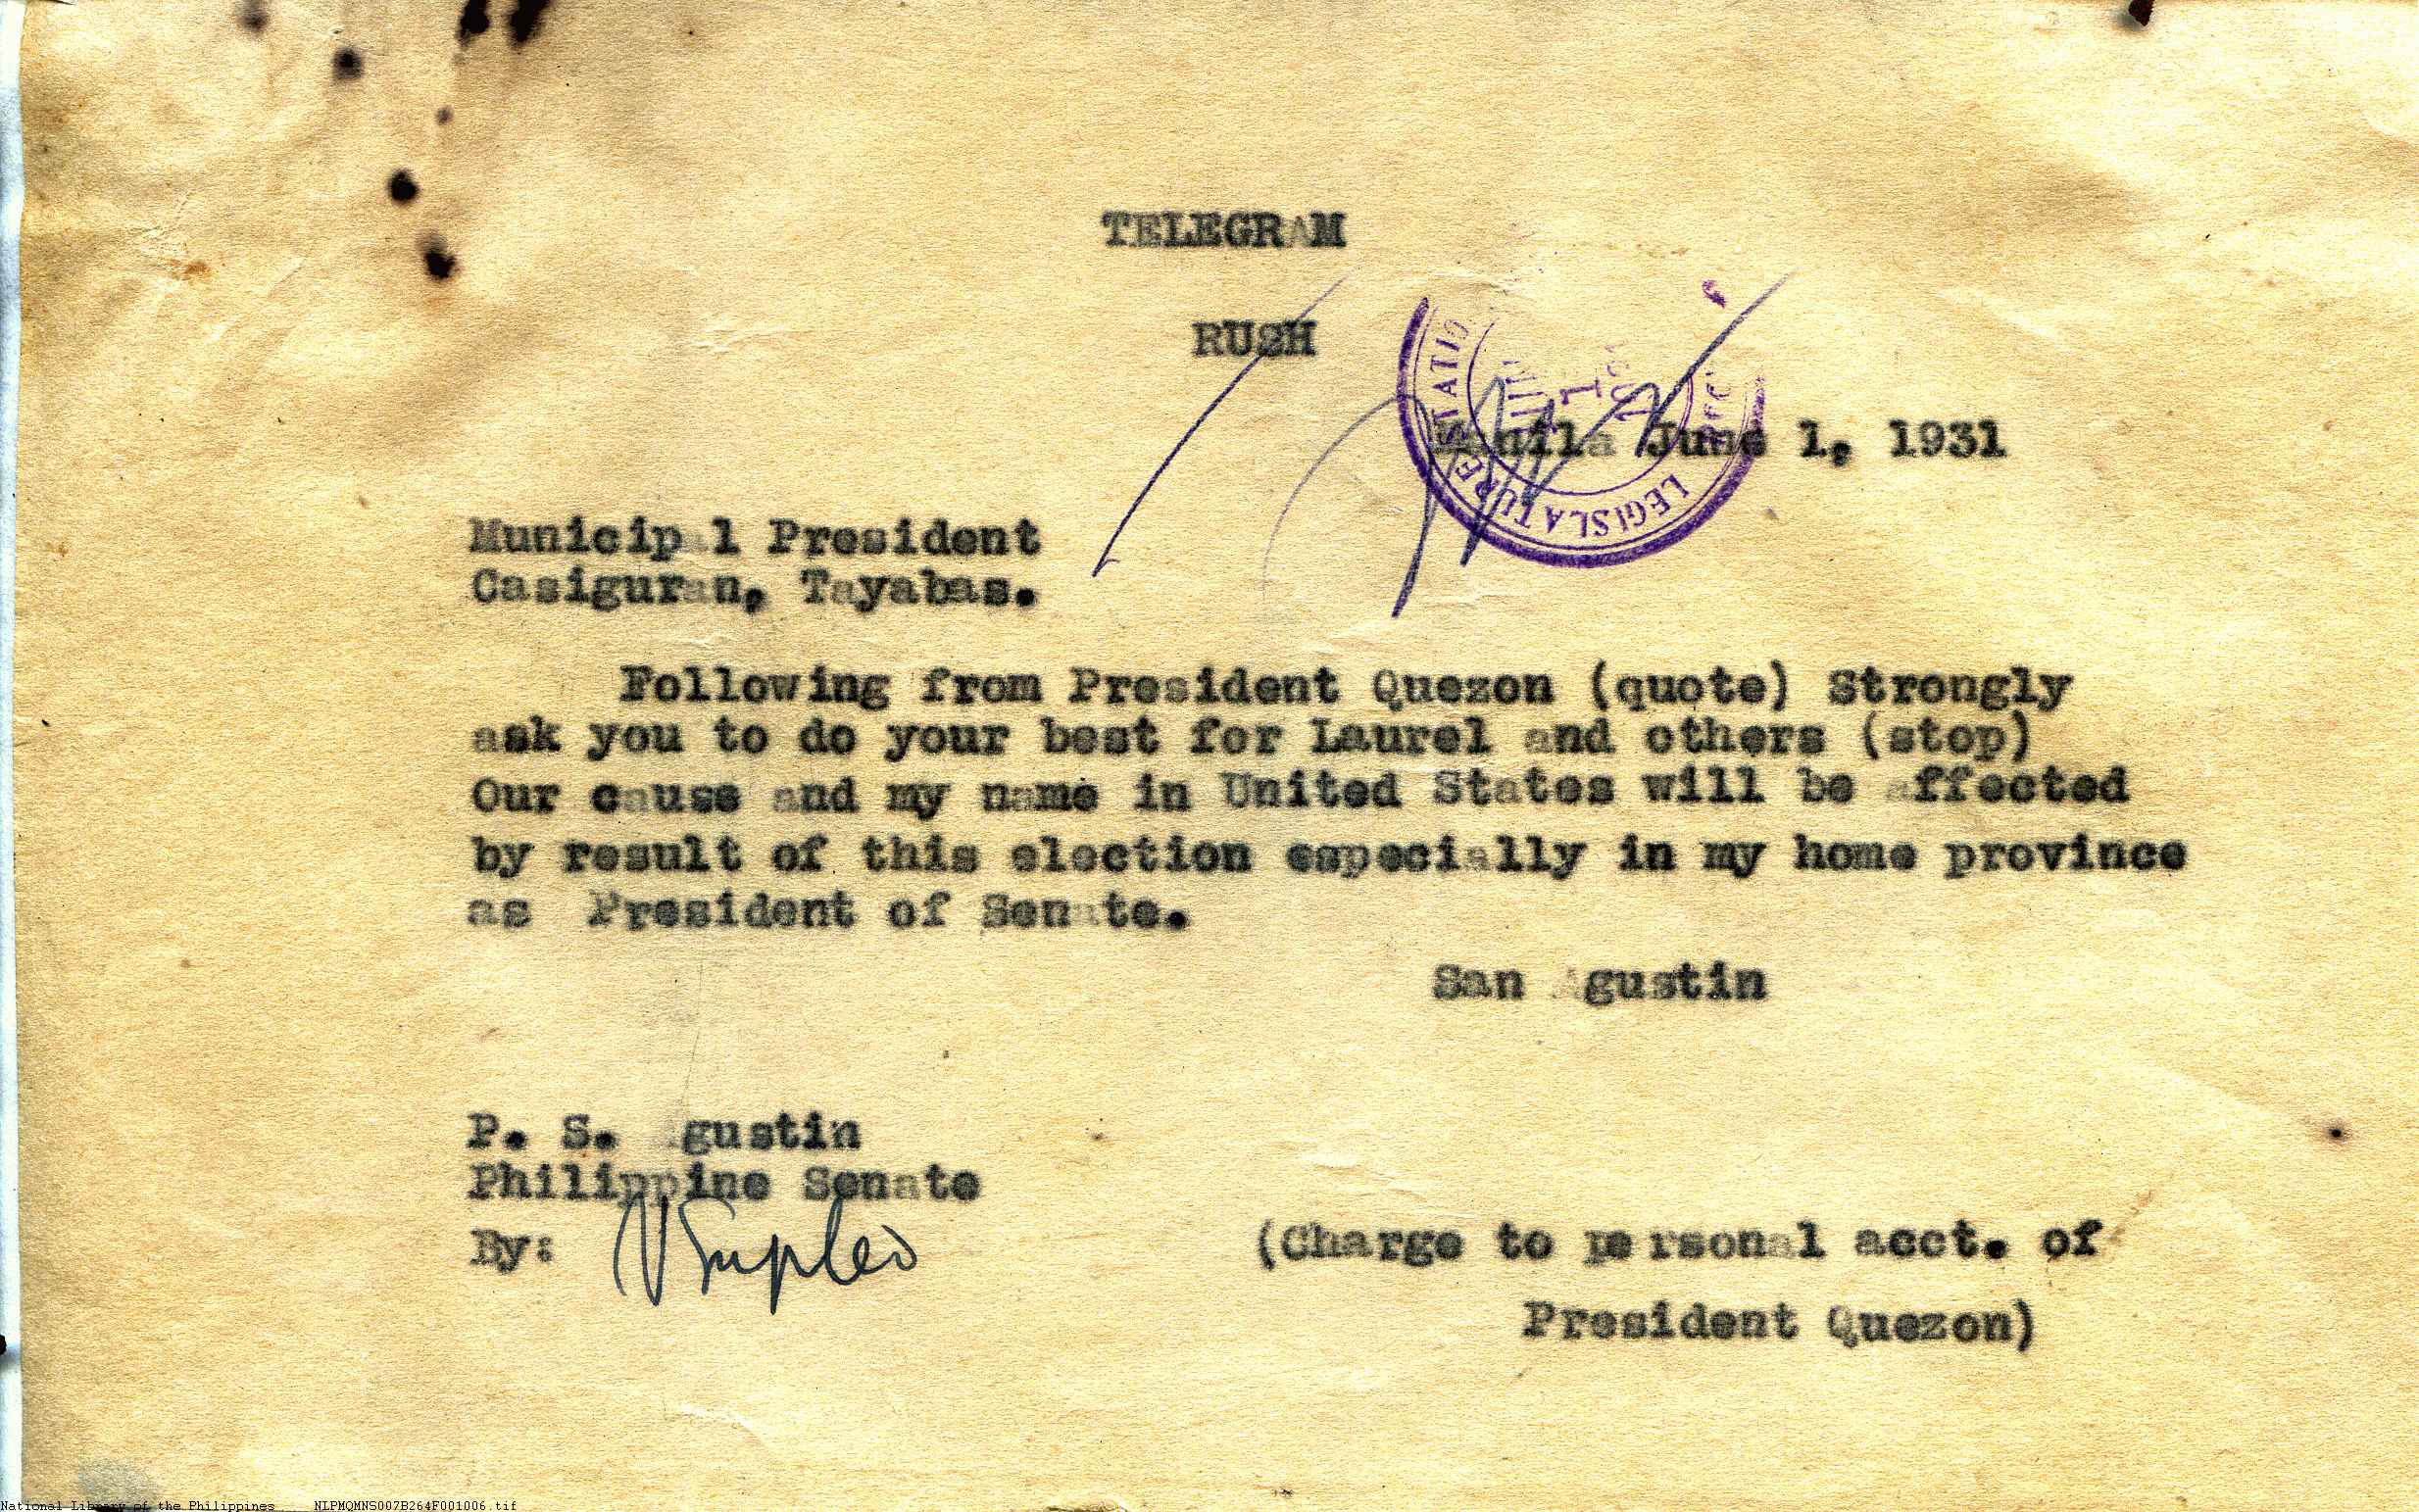 TELEGRAM
RUSH
LEGISLATURE STATIO
1
Manila June 1, 1931
Municipal President
Casiguran, Tayabas.
Following from President Quezon (quote) Strongly
ask you to do your best for Laurel and others (stop)
Our cause and my name in United States will be affected
by result of this election especially in my home province
as President of Senate.
San Agustin
P. S. Agustin
Philippine Senate
By:
(Charge to personal acct. of
President Quezon)
National Library of the Philippines NLPMQMNS007B264F001006.tif